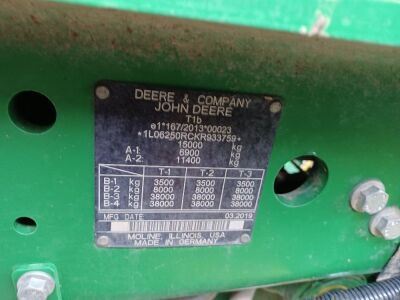 DEERE & COMPANY
JOHN DEERE
T1b
e1*167/2013*00023
*1L06250RCKR933759*
15000 kg
A-1: 6900 kg
A-2: 11400 kg
T-1 T-2 T-3
B-1 kg 3500 3500 3500
B-2 kg 8000 8000 8000
B-3 kg 38000 38000 38000
B-4 kg 38000 38000 38000
MFG DATE 03.2019
MOLINE, ILLINOIS, USA
MADE IN GERMANY